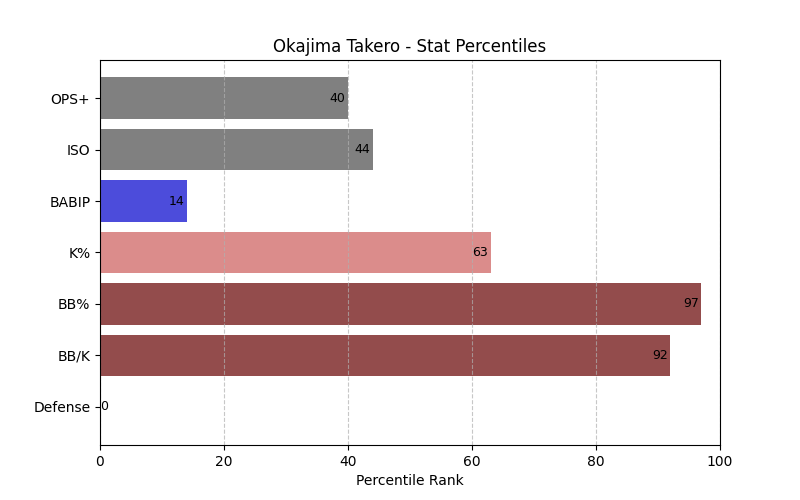 Okajima Takero - Stat Percentiles
OPS+ 40
ISO 44
BABIP 14
K% 63
BB% 97
BB/K 92
Defense 0
0 20 40 60 80 100
Percentile Rank